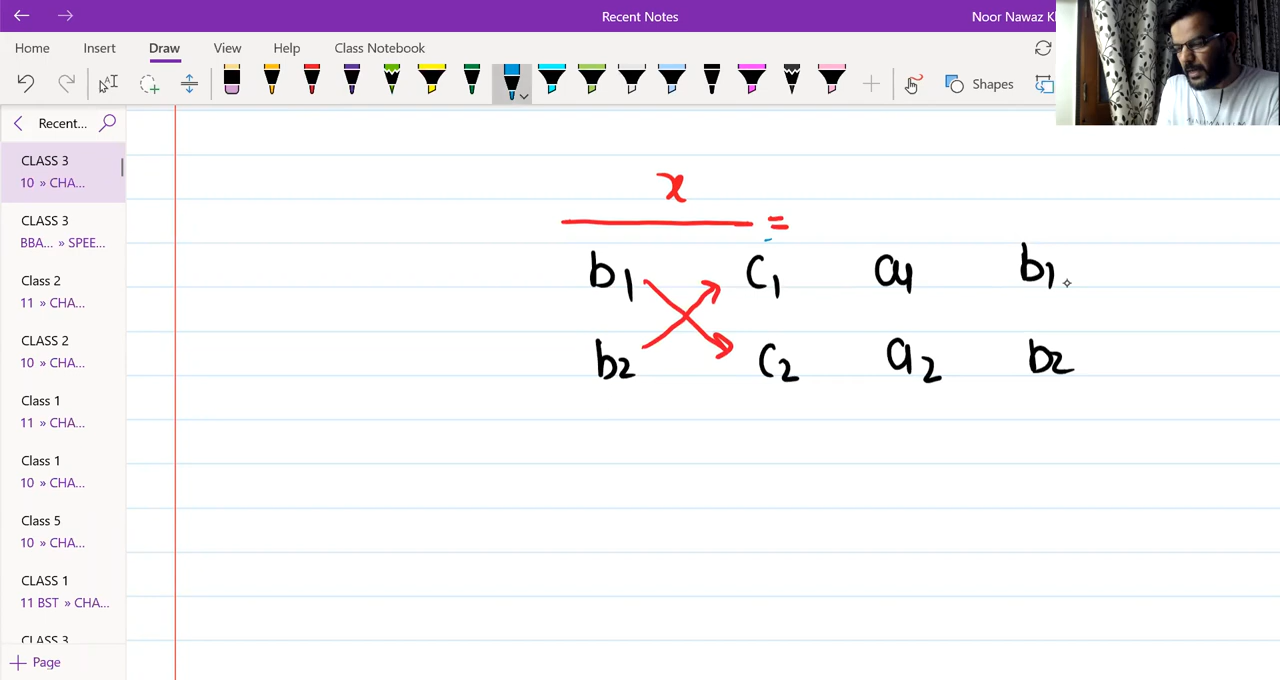 Recent Notes
Noor Nawaz
Home Insert Draw View Help Class Notebook
Shapes
Recent...
CLASS 3
10 » CHA...
CLASS 3
BBA... » SPEE...
Class 2
11 » CHA...
CLASS 2
10 » CHA...
Class 1
11 » CHA...
Class 1
10 » CHA...
Class 5
10 » CHA...
CLASS 1
11 BST » CHA...
CLASS 3
Page
x
=
b1 c1 a1 b1
b2 c2 a2 b2